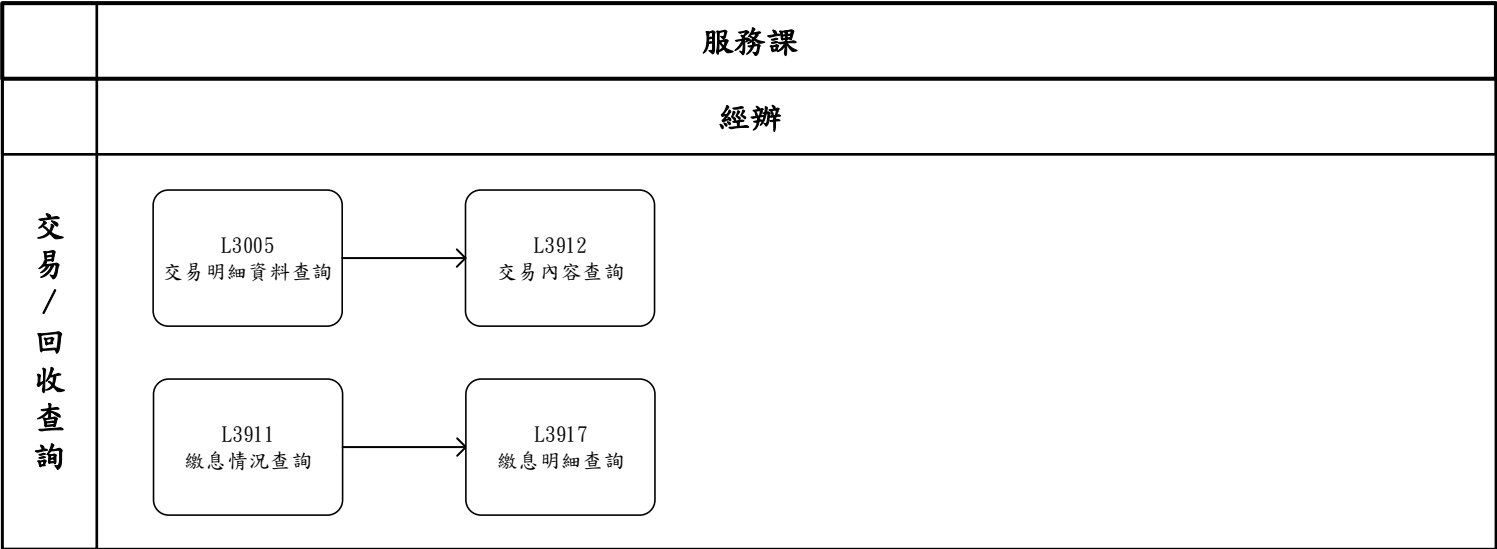 服務課
經辦
交易/回收查詢
L3005
交易明細資料查詢
L3912
交易內容查詢
L3911
繳息情況查詢
L3917
繳息明細查詢